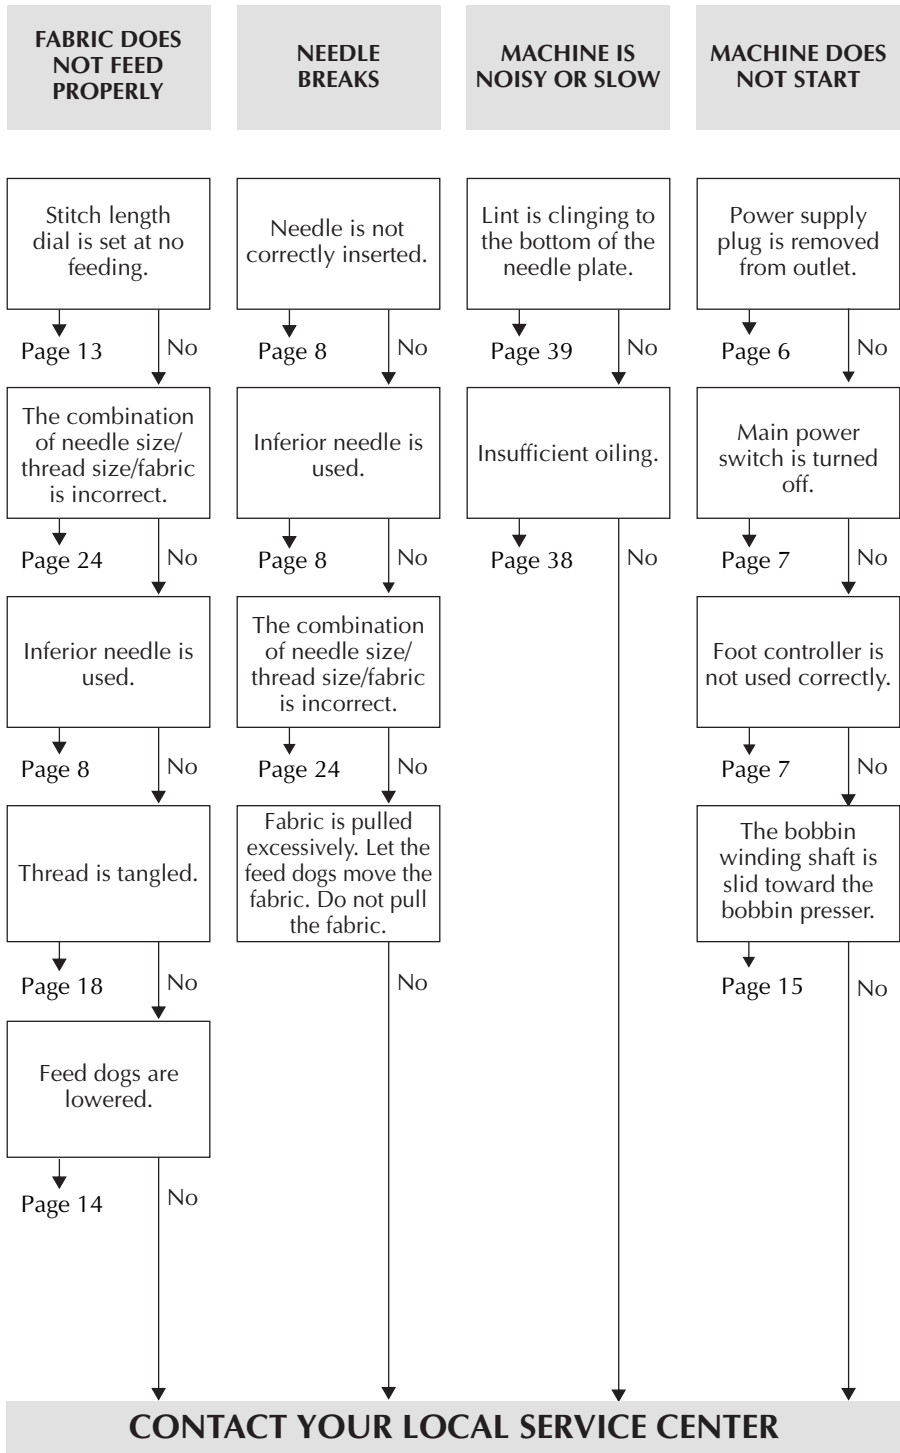 FABRIC DOES
NOT FEED
PROPERLY
Stitch length
dial is set at no
feeding.
Page 13
No
The combination
of needle size/
thread size/fabric
is incorrect.
Page 24
No
Inferior needle is
used.
Page 8
No
Thread is tangled.
Page 18
No
Feed dogs are
lowered.
Page 14
No
NEEDLE
BREAKS
Needle is not
correctly inserted.
Page 8
No
Inferior needle is
used.
Page 8
No
The combination
of needle size/
thread size/fabric
is incorrect.
Page 24
No
Fabric is pulled
excessively. Let the
feed dogs move the
fabric. Do not pull
the fabric.
No
MACHINE IS
NOISY OR SLOW
Lint is clinging to
the bottom of the
needle plate.
Page 39
No
Insufficient oiling.
Page 38
No
MACHINE DOES
NOT START
Power supply
plug is removed
from outlet.
Page 6
No
Main power
switch is turned
off.
Page 7
No
Foot controller is
not used correctly.
Page 7
No
The bobbin
winding shaft is
slid toward the
bobbin presser.
Page 15
No
CONTACT YOUR LOCAL SERVICE CENTER